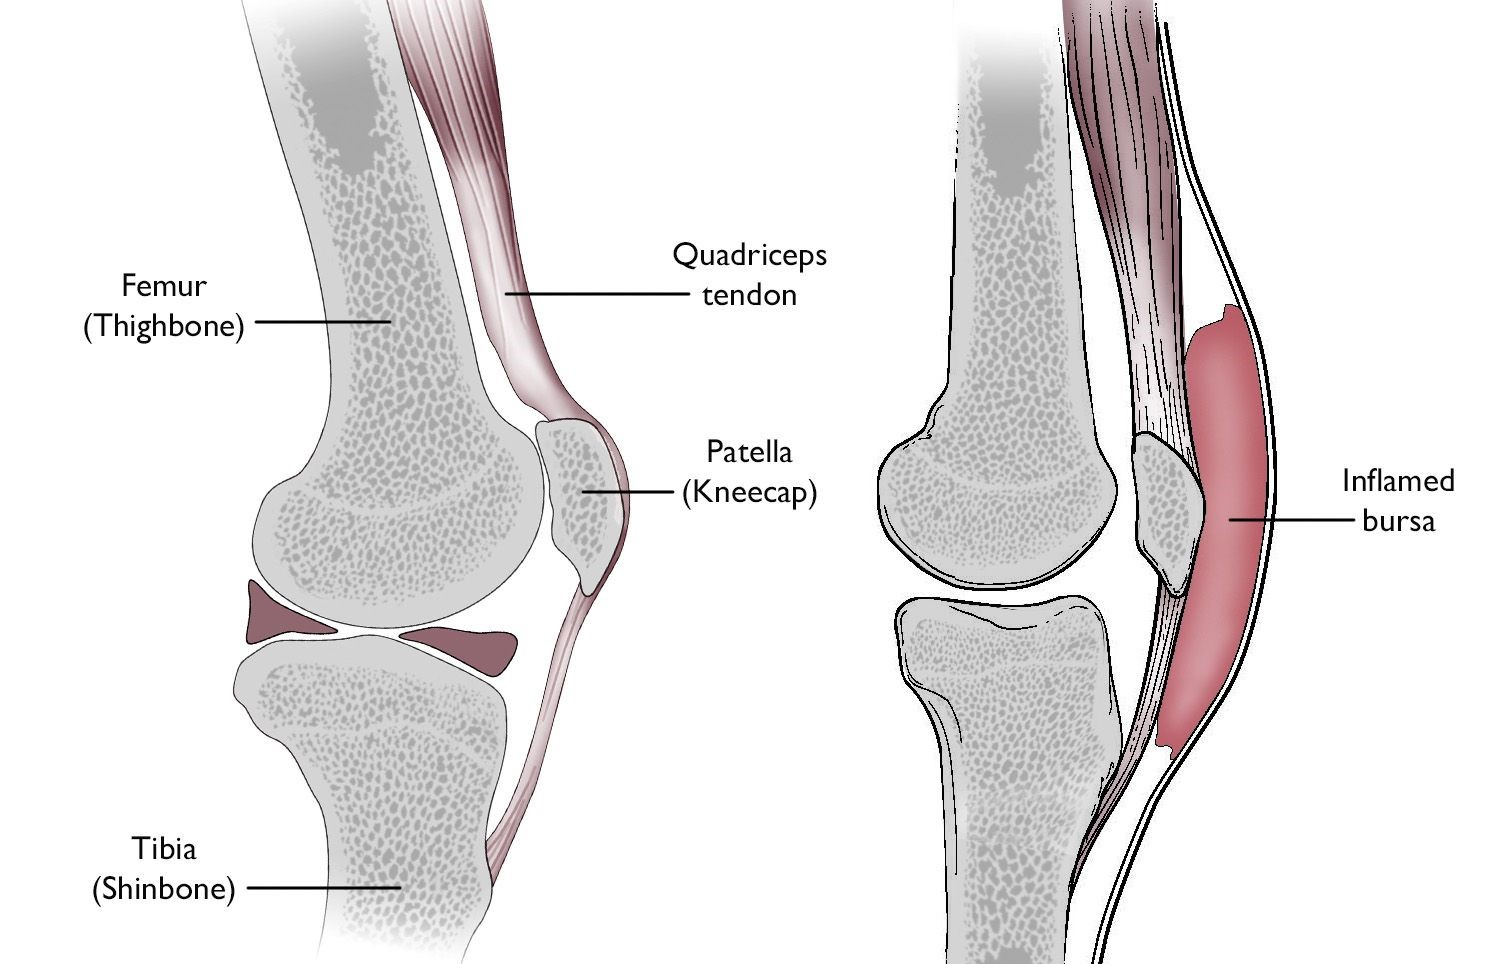 Femur
(Thighbone)
Quadriceps
tendon
Patella
(Kneecap)
Inflamed
bursa
Tibia
(Shinbone)